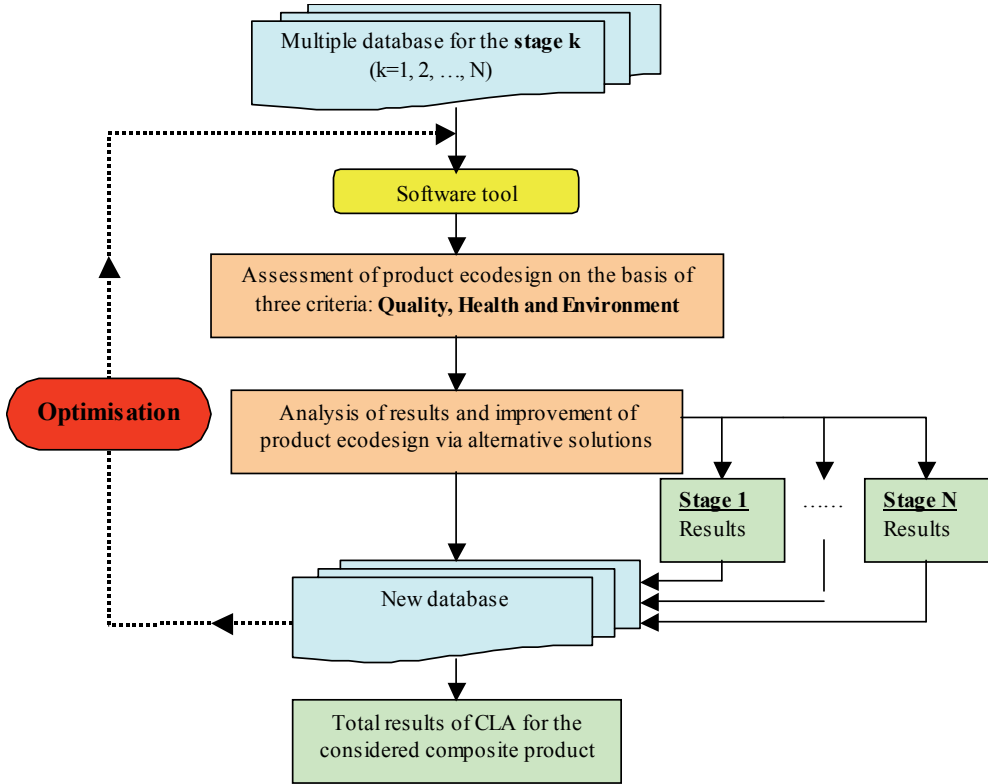 Multiple database for the stage k
(k=1, 2, …, N)
Software tool
Assessment of product ecodesign on the basis of
three criteria: Quality, Health and Environment
Optimisation
Analysis of results and improvement of
product ecodesign via alternative solutions
Stage 1
Results
……
Stage N
Results
New database
Total results of CLA for the
considered composite product